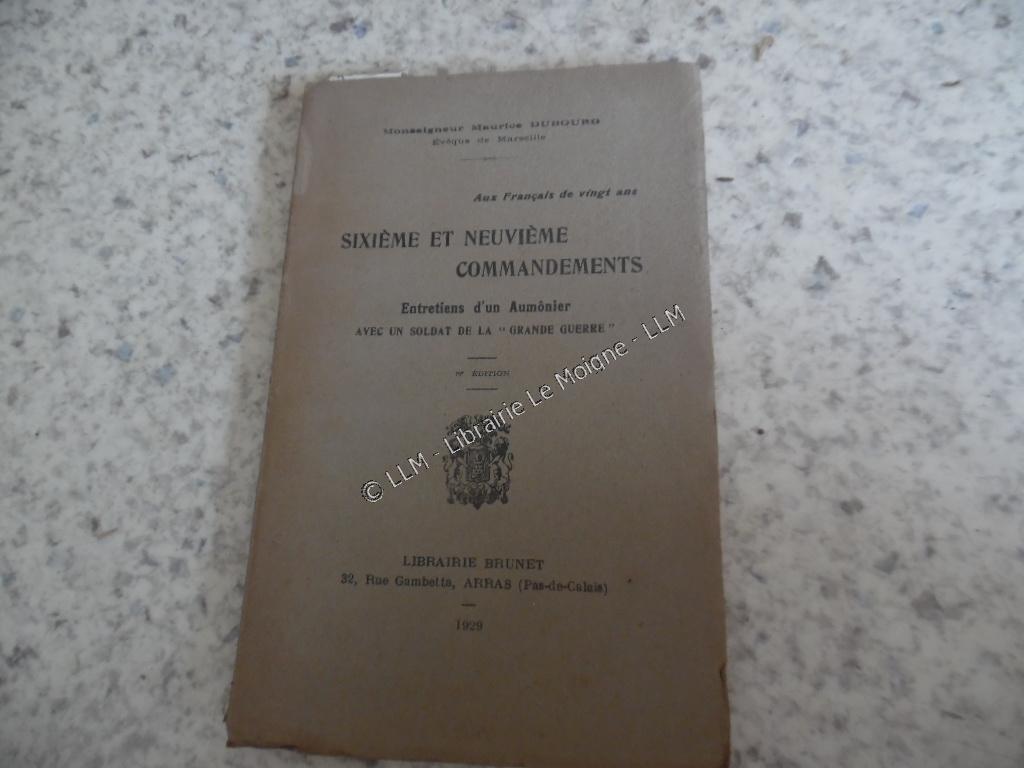 Monseigneur Maurice DUBOURG
Évêque de Marseille
Aux Français de vingt ans
SIXIÈME ET NEUVIÈME
COMMANDEMENTS
Entretiens d'un Aumônier
AVEC UN SOLDAT DE LA " GRANDE GUERRE "
ÉDITION
© LLM - Librairie Le Moigne - LLM
LIBRAIRIE BRUNET
32, Rue Gambetta, ARRAS (Pas-de-Calais)
1929